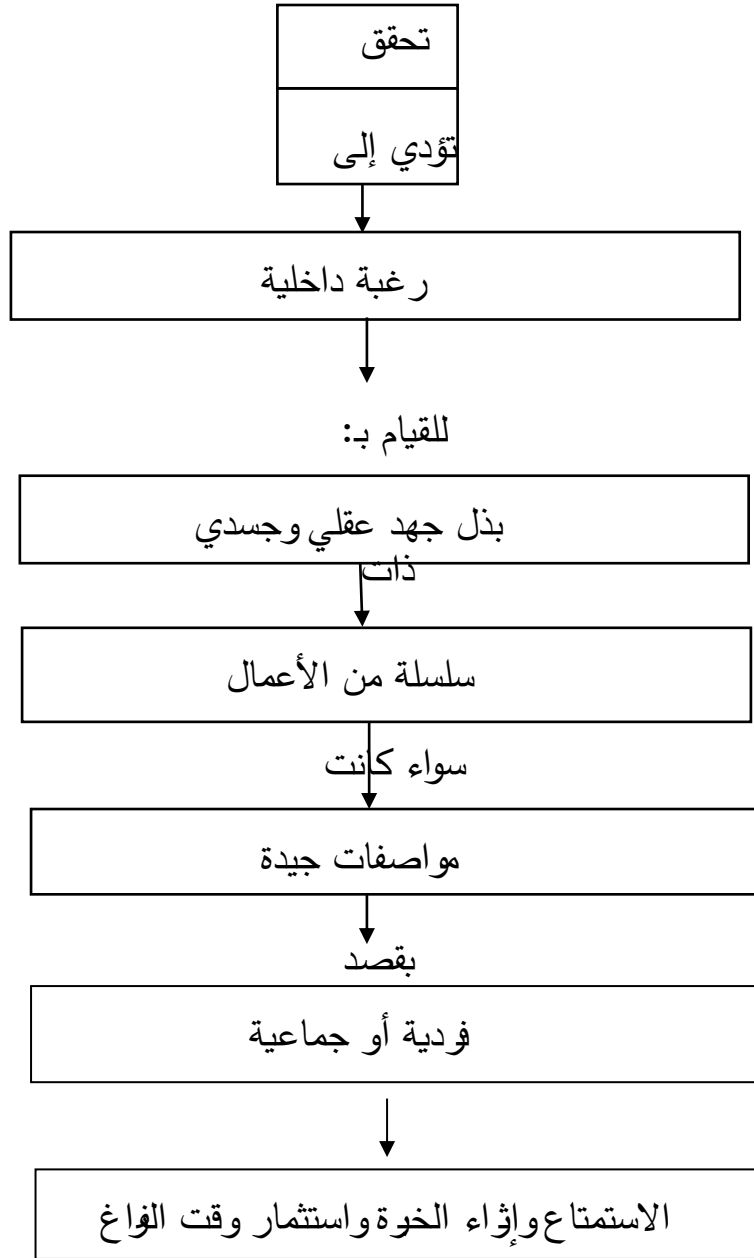 تحقق
تؤدي إلى
رغبة داخلية
للقيام بـ:
بذل جهد عقلي وجسدي
ذات
سلسلة من الأعمال
سواء كانت
مواصفات جيدة
بقصد
فردية أو جماعية
الاستمتاع وإثراء الخبرة واستثمار وقت الفراغ